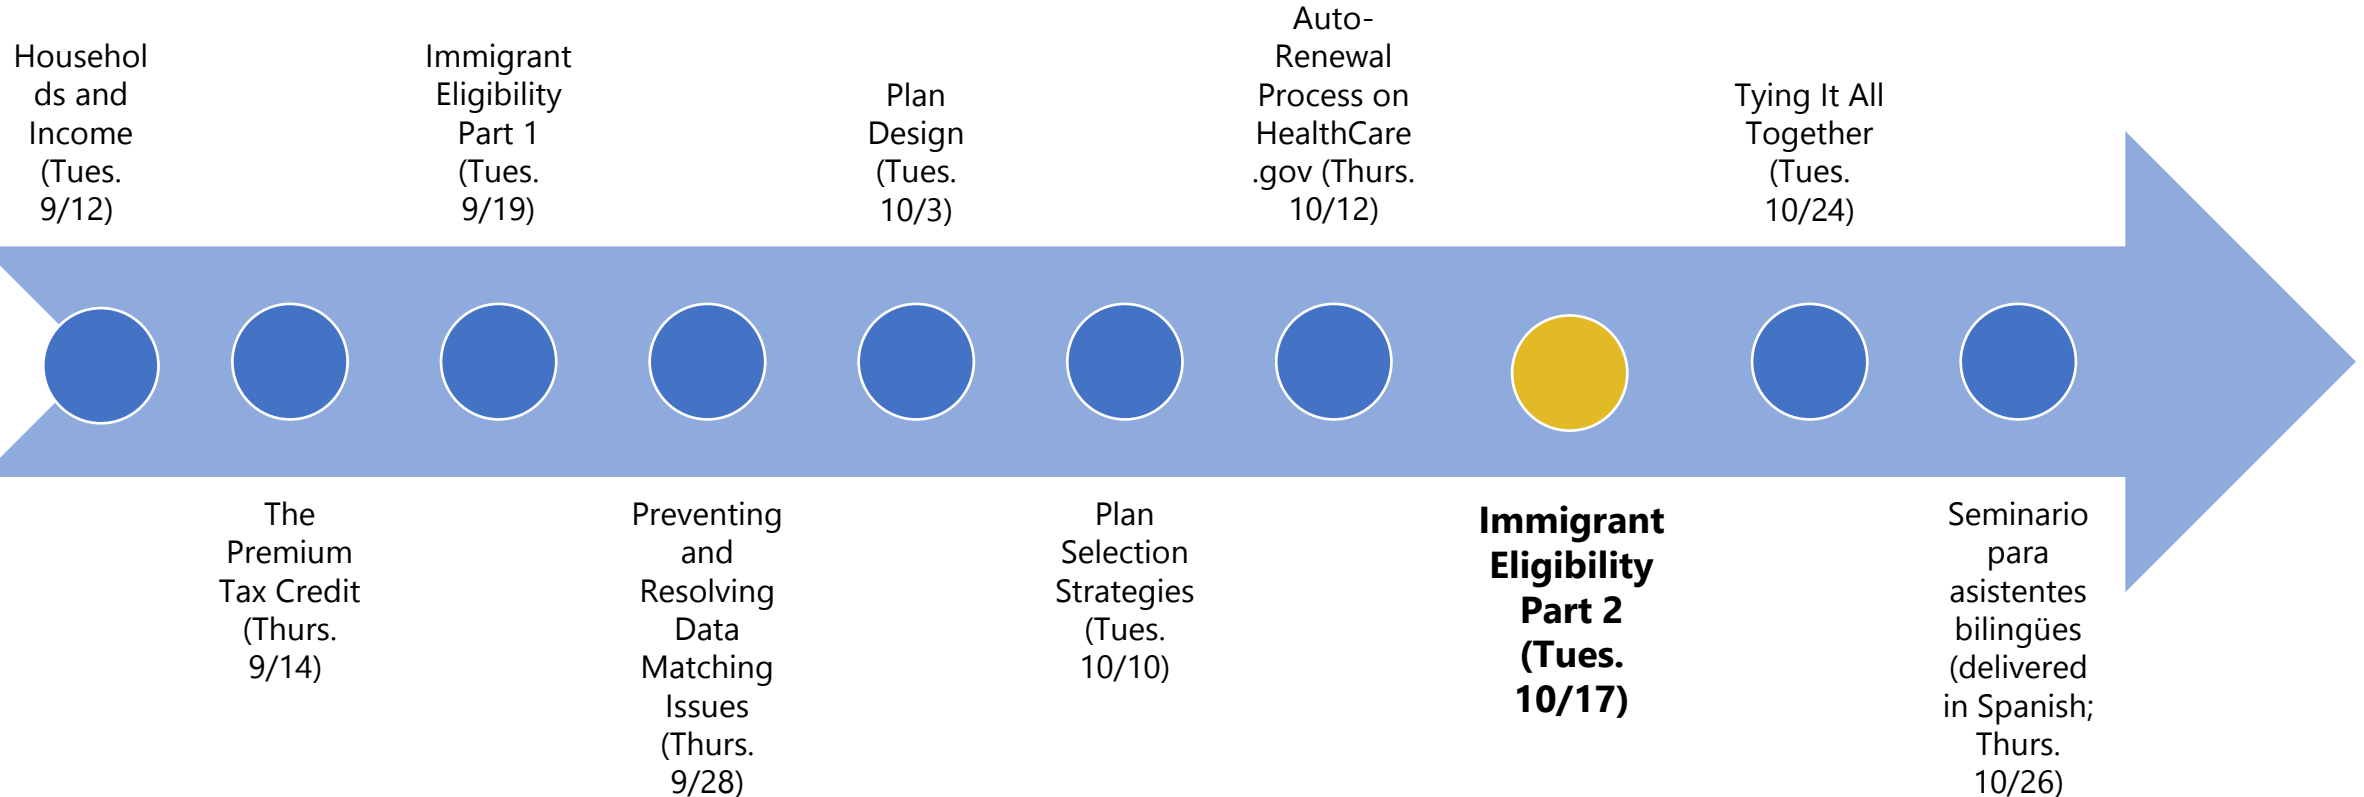 Househol
ds and
Income
(Tues.
9/12)
The
Premium
Tax Credit
(Thurs.
9/14)
Immigrant
Eligibility
Part 1
(Tues.
9/19)
Preventing
and
Resolving
Data
Matching
Issues
(Thurs.
9/28)
Plan
Design
(Tues.
10/3)
Plan
Selection
Strategies
(Tues.
10/10)
Auto-
Renewal
Process on
HealthCare
.gov (Thurs.
10/12)
Immigrant
Eligibility
Part 2
(Tues.
10/17)
Tying It All
Together
(Tues.
10/24)
Seminario
para
asistentes
bilingües
(delivered
in Spanish;
Thurs.
10/26)